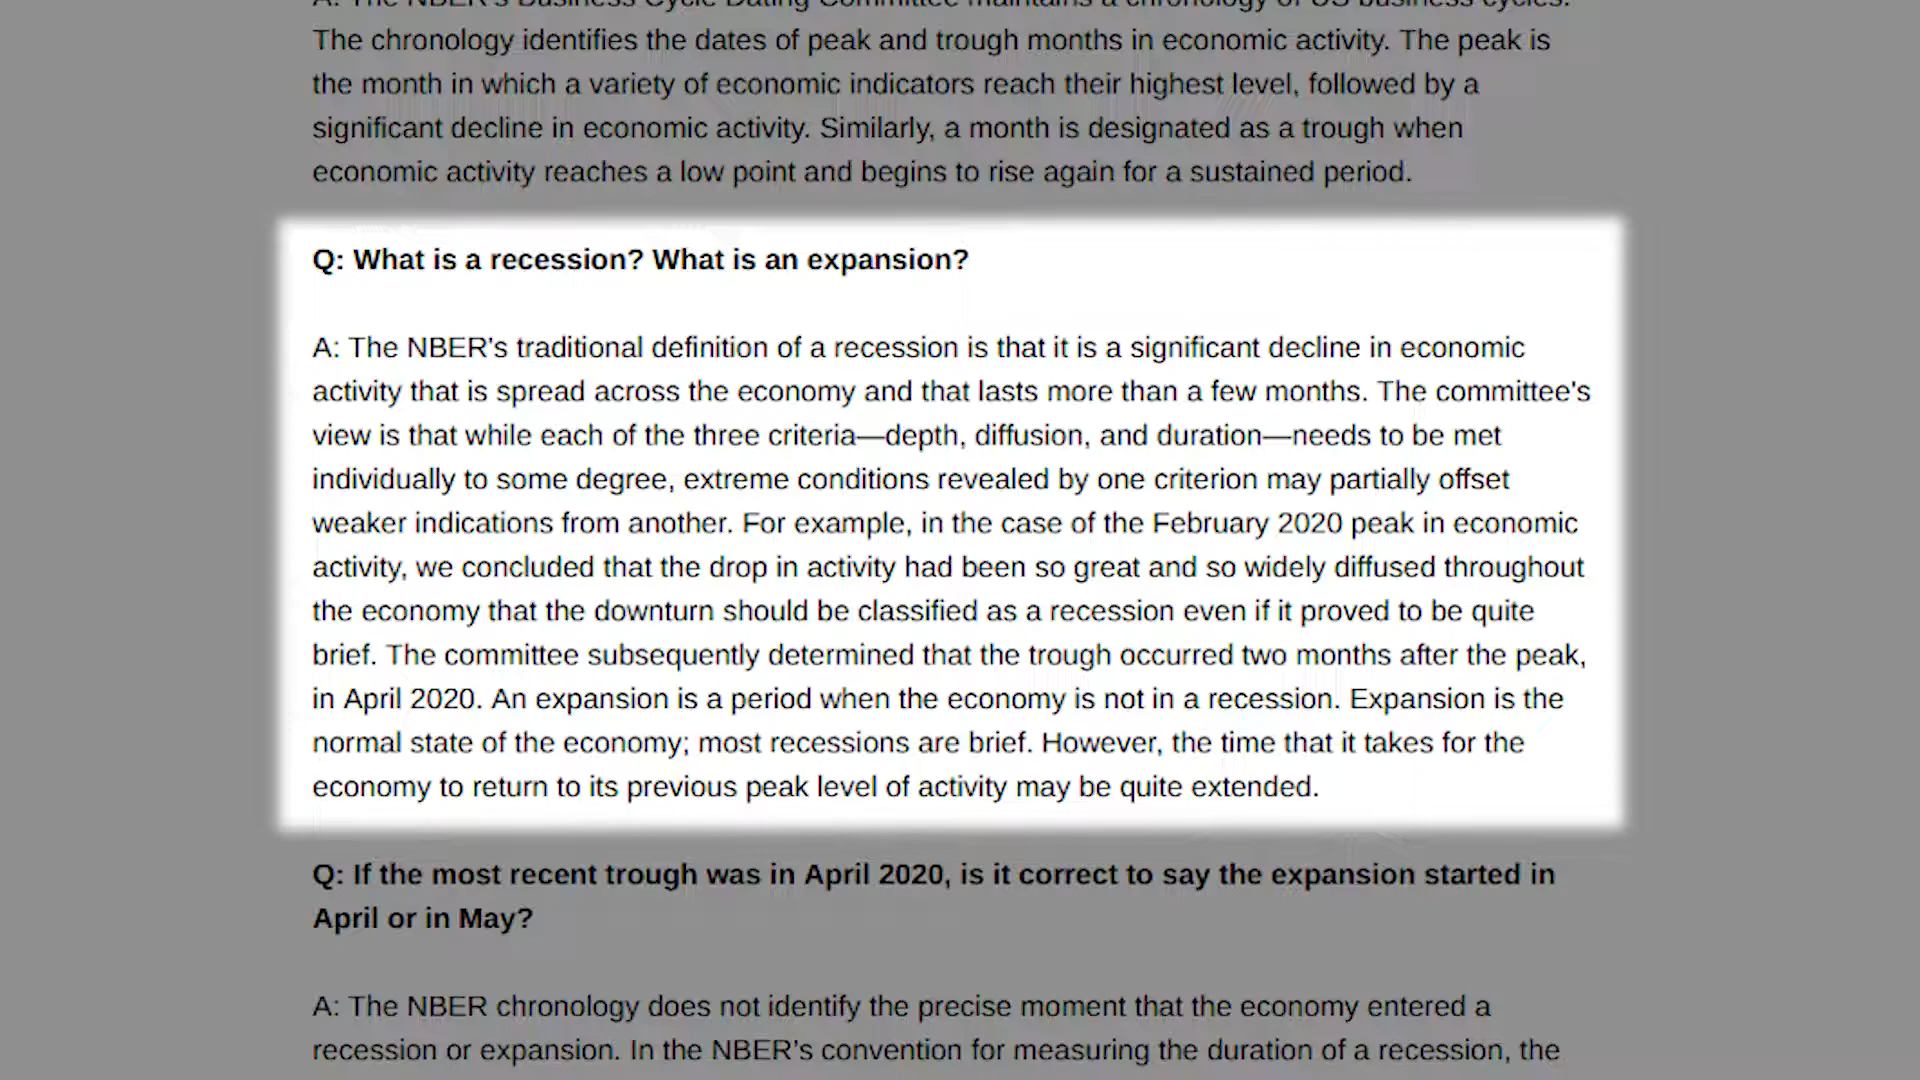 A: The NBER's Business Cycle Dating Committee maintains a chronology of US business cycles.
The chronology identifies the dates of peak and trough months in economic activity. The peak is
the month in which a variety of economic indicators reach their highest level, followed by a
significant decline in economic activity. Similarly, a month is designated as a trough when
economic activity reaches a low point and begins to rise again for a sustained period.
Q: What is a recession? What is an expansion?
A: The NBER's traditional definition of a recession is that it is a significant decline in economic
activity that is spread across the economy and that lasts more than a few months. The committee's
view is that while each of the three criteria—depth, diffusion, and duration—needs to be met
individually to some degree, extreme conditions revealed by one criterion may partially offset
weaker indications from another. For example, in the case of the February 2020 peak in economic
activity, we concluded that the drop in activity had been so great and so widely diffused throughout
the economy that the downturn should be classified as a recession even if it proved to be quite
brief. The committee subsequently determined that the trough occurred two months after the peak,
in April 2020. An expansion is a period when the economy is not in a recession. Expansion is the
normal state of the economy; most recessions are brief. However, the time that it takes for the
economy to return to its previous peak level of activity may be quite extended.
Q: If the most recent trough was in April 2020, is it correct to say the expansion started in
April or in May?
A: The NBER chronology does not identify the precise moment that the economy entered a
recession or expansion. In the NBER's convention for measuring the duration of a recession, the